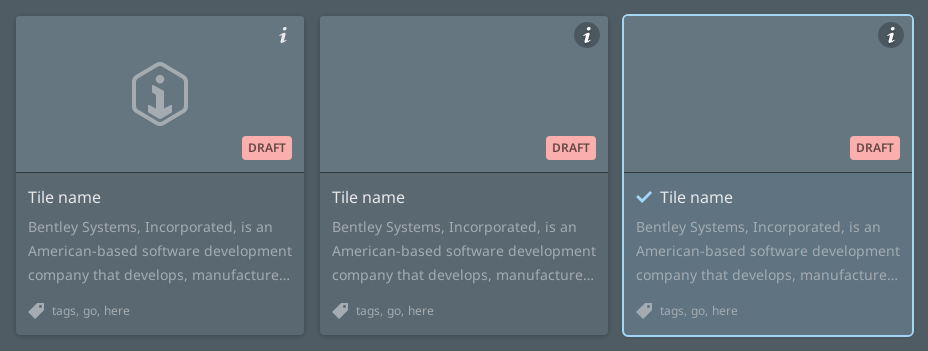 DRAFT
Tile name
Bentley Systems, Incorporated, is an
American-based software development
company that develops, manufacture...
tags, go, here
DRAFT
Tile name
Bentley Systems, Incorporated, is an
American-based software development
company that develops, manufacture...
tags, go, here
DRAFT
Tile name
Bentley Systems, Incorporated, is an
American-based software development
company that develops, manufacture...
tags, go, here